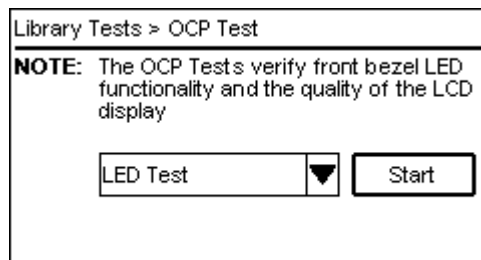 Library Tests > OCP Test
NOTE: The OCP Tests verify front bezel LED
functionality and the quality of the LCD
display
LED Test Start